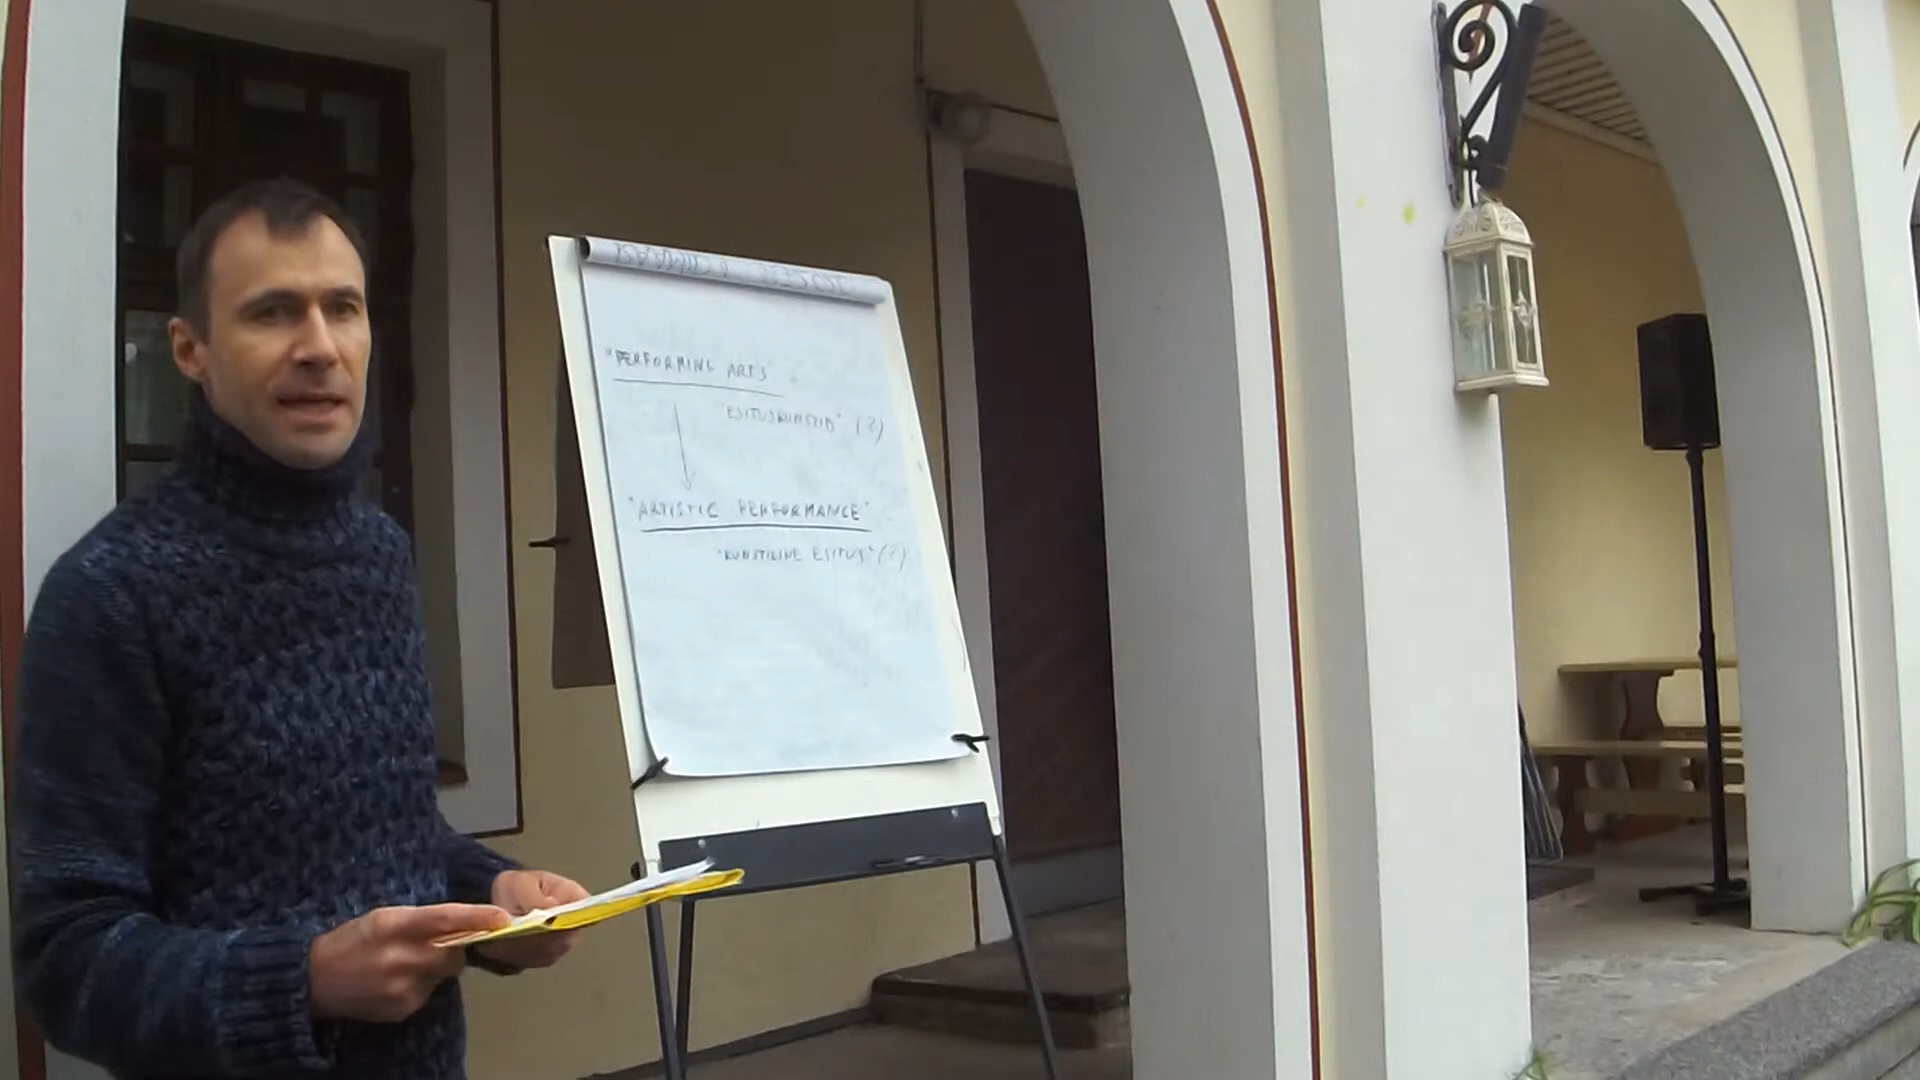 "PERFORMING ARTS"
"ESITUSKUNSTID" (?)
"ARTISTIC PERFORMANCE"
"KUNSTILINE ESITUS" (?)